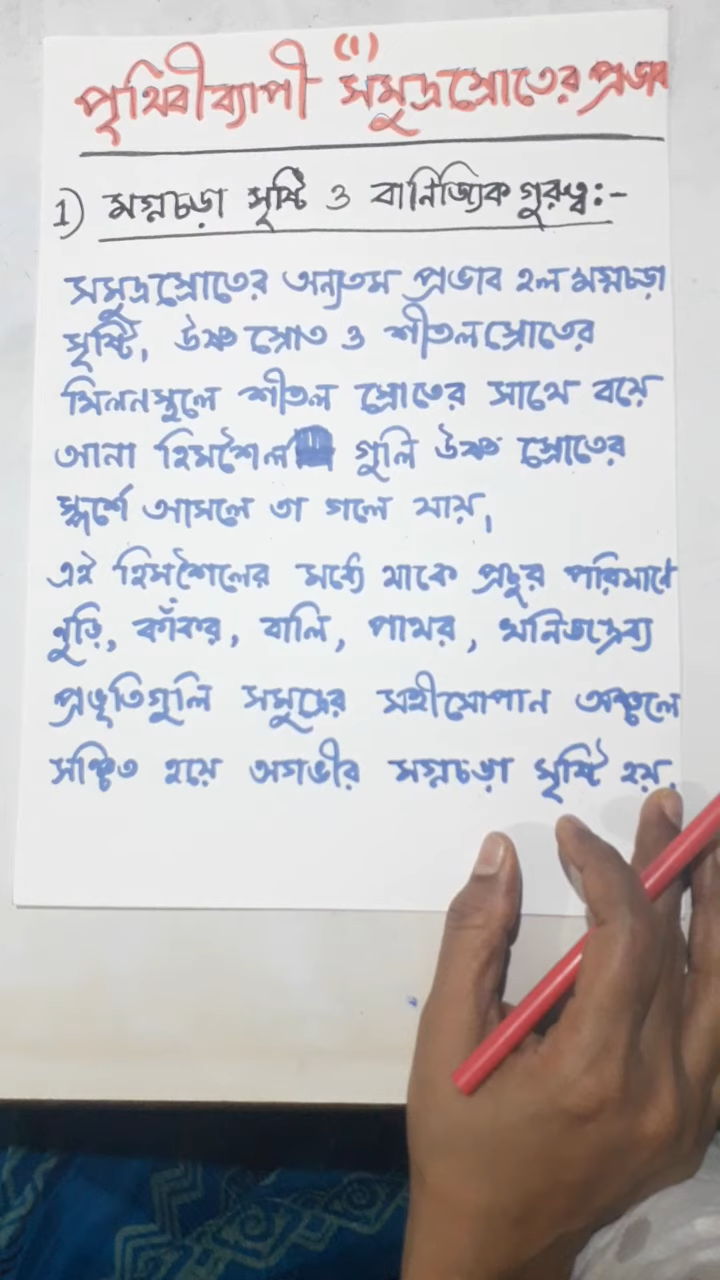 (1)
পৃথিবীব্যাপী সমুদ্রস্রোতের প্রভাব
1) মগ্নচড়া সৃষ্টি ও বানিজ্যিক গুরুত্ব:-
সমুদ্রস্রোতের অন্যতম প্রভাব হল মগ্নচড়া
সৃষ্টি, উষ্ণ স্রোত ও শীতল স্রোতের
মিলনস্থলে শীতল স্রোতের সাথে বয়ে
আনা হিমশৈল গুলি উষ্ণ স্রোতের
স্পর্শে আসলে তা গলে যায়,
এই হিমশৈলের মধ্যে থাকে প্রচুর পরিমাণে
নুড়ি, কাঁকর, বালি, পাথর, খনিজদ্রব্য
প্রভৃতিগুলি সমুদ্রের মহীসোপান অঞ্চলে
সঞ্চিত হয়ে অগভীর মগ্নচড়া সৃষ্টি হয়.